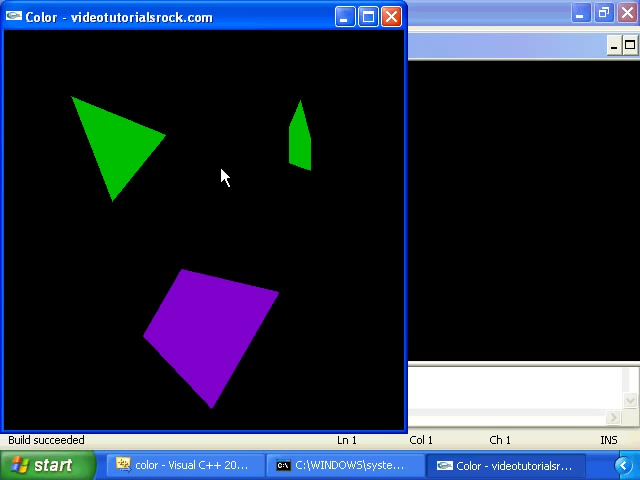 Color - videotutorialsrock.com
Build succeeded
Ln 1
Col 1
Ch 1
INS
start
color - Visual C++ 20...
C:\WINDOWS\syste...
Color - videotutorialsr...